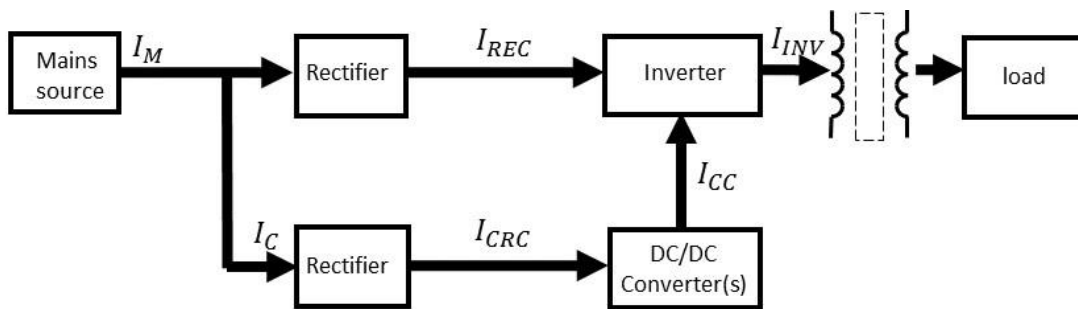 Mains
source
I_M
Rectifier
I_REC
Inverter
I_INV
load
I_CC
I_C
Rectifier
I_CRC
DC/DC
Converter(s)